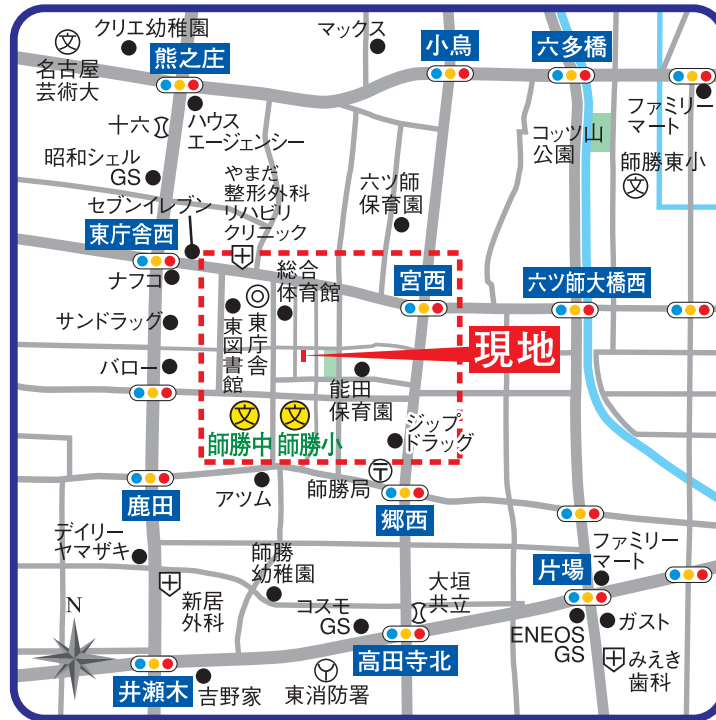 クリエ幼稚園
名古屋
芸術大
熊之庄
マックス
小烏
六多橋
ファミリー
マート
十六
ハウス
エージェンシー
コッツ山
公園
師勝東小
昭和シェル
GS
やまだ
整形外科
リハビリ
クリニック
六ツ師
保育園
セブンイレブン
東庁舎西
ナフコ
総合
体育館
宮西
六ツ師大橋西
サンドラッグ
東図書館
東庁舎
現地
バロー
能田
保育園
師勝中
師勝小
ジップ
ドラッグ
鹿田
アツム
師勝局
郷西
デイリー
ヤマザキ
師勝
幼稚園
片場
ファミリー
マート
新居
外科
コスモ
GS
大垣
共立
ENEOS
GS
ガスト
N
井瀬木
吉野家
東消防署
高田寺北
みえき
歯科
文
文
文
文